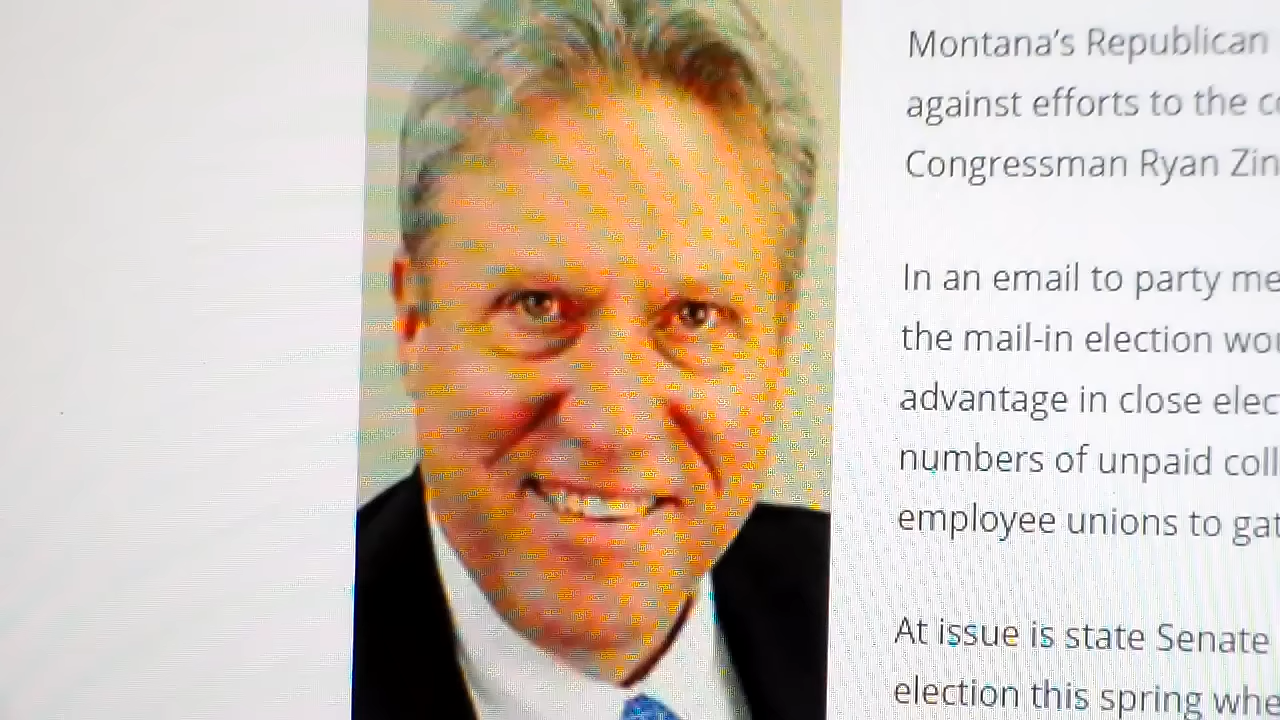 Montana's Republican
against efforts to the
Congressman Ryan
In an email to party
the mail-in election
advantage in close
numbers of unpaid
employee unions to
At issue is state Senate
election this spring